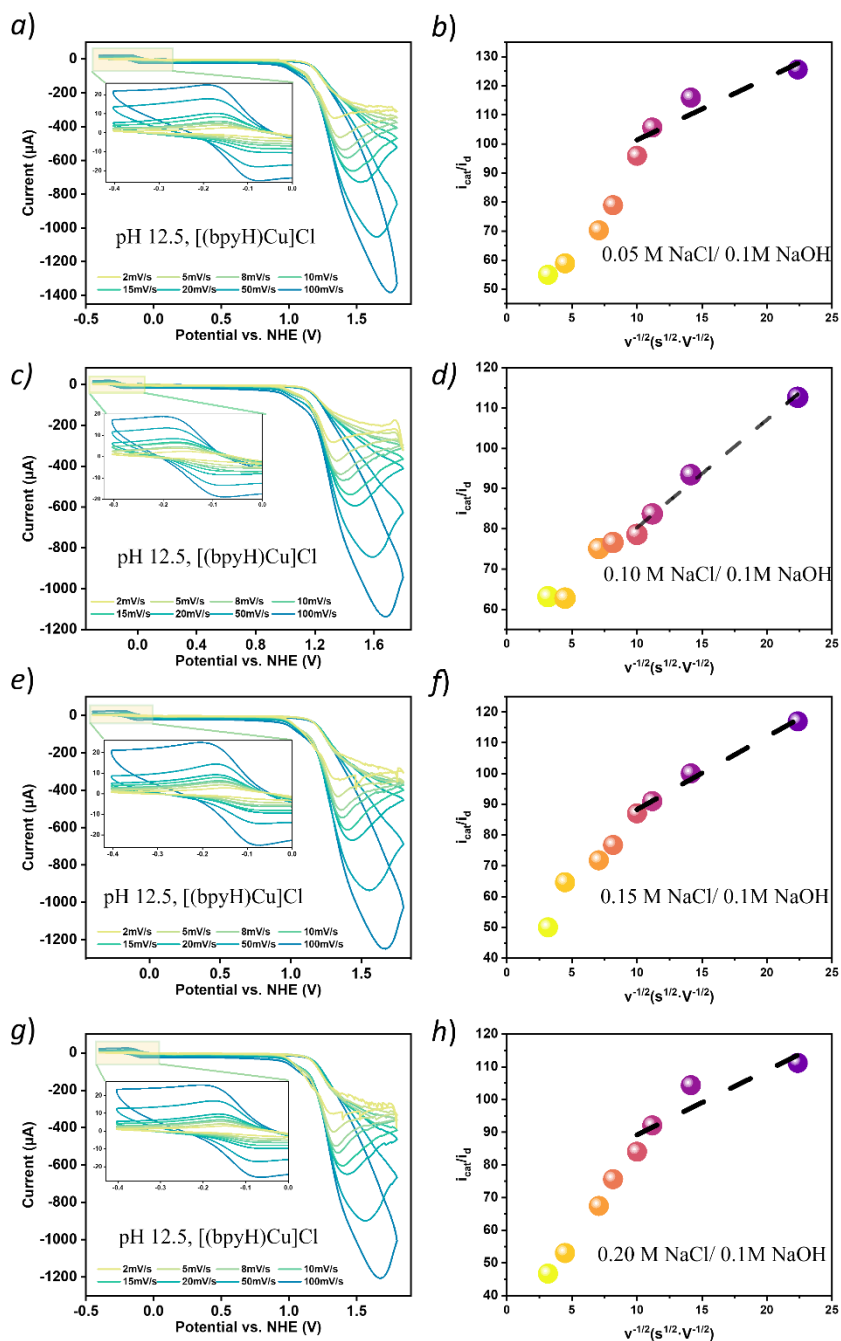 a)
0
-200
-400
-600
-800
-1000
-1200
-1400
Current (µA)
20
10
0
-10
-20
-0.4
-0.3
-0.2
-0.1
0.0
pH 12.5, [(bpyH)Cu]Cl
2mV/s 5mV/s 8mV/s 10mV/s
15mV/s 20mV/s 50mV/s 100mV/s
-0.5 0.0 0.5 1.0 1.5
Potential vs. NHE (V)
b)
130
120
110
100
90
80
70
60
50
i_cat/i_d
0.05 M NaCl/ 0.1M NaOH
0 5 10 15 20 25
v^-1/2(s^1/2·V^-1/2)
c)
0
-200
-400
-600
-800
-1000
-1200
Current (µA)
20
10
0
-10
-20
-0.3 -0.2 -0.1 0.0
pH 12.5, [(bpyH)Cu]Cl
2mV/s 5mV/s 8mV/s 10mV/s
15mV/s 20mV/s 50mV/s 100mV/s
0.0 0.4 0.8 1.2 1.6
Potential vs. NHE (V)
d)
120
110
100
90
80
70
60
i_cat/i_d
0.10 M NaCl/ 0.1M NaOH
0 5 10 15 20 25
v^-1/2(s^1/2·V^-1/2)
e)
0
-200
-400
-600
-800
-1000
-1200
Current (µA)
20
10
0
-10
-20
-0.4 -0.3 -0.2 -0.1 0.0
pH 12.5, [(bpyH)Cu]Cl
2mV/s 5mV/s 8mV/s 10mV/s
15mV/s 20mV/s 50mV/s 100mV/s
0.0 0.5 1.0 1.5
Potential vs. NHE (V)
f)
120
110
100
90
80
70
60
50
40
i_cat/i_d
0.15 M NaCl/ 0.1M NaOH
0 5 10 15 20 25
v^-1/2(s^1/2·V^-1/2)
g)
0
-200
-400
-600
-800
-1000
-1200
Current (µA)
20
10
0
-10
-20
-0.4 -0.3 -0.2 -0.1 0.0
pH 12.5, [(bpyH)Cu]Cl
2mV/s 5mV/s 8mV/s 10mV/s
15mV/s 20mV/s 50mV/s 100mV/s
-0.5 0.0 0.5 1.0 1.5
Potential vs. NHE (V)
h)
120
110
100
90
80
70
60
50
40
i_cat/i_d
0.20 M NaCl/ 0.1M NaOH
0 5 10 15 20 25
v^-1/2(s^1/2·V^-1/2)